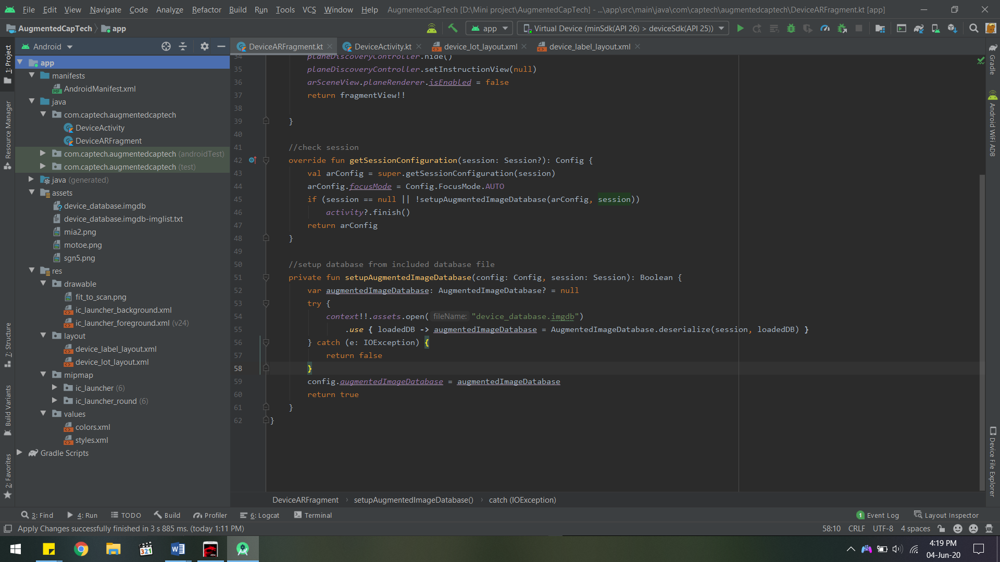 File Edit View Navigate Code Analyze Refactor Build Run Tools VCS Window Help AugmentedCapTech [D:\Mini project\AugmentedCapTech] - ...\app\src\main\java\com\captech\augmentedcaptech\DeviceARFragment.kt [app]
AugmentedCapTech app app Virtual Device (minSdk(API 26) > deviceSdk(API 25))
Android DeviceARFragment.kt DeviceActivity.kt device_lot_layout.xml device_label_layout.xml
1: Project
Resource Manager
7: Structure
Build Variants
2: Favorites
app
manifests
AndroidManifest.xml
java
com.captech.augmentedcaptech
DeviceActivity
DeviceARFragment
com.captech.augmentedcaptech (androidTest)
com.captech.augmentedcaptech (test)
java (generated)
assets
device_database.imgdb
device_database.imgdb-imglist.txt
mia2.png
motoe.png
sgn5.png
res
drawable
fit_to_scan.png
ic_launcher_background.xml
ic_launcher_foreground.xml (v24)
layout
device_label_layout.xml
device_lot_layout.xml
mipmap
ic_launcher (6)
ic_launcher_round (6)
values
colors.xml
styles.xml
Gradle Scripts
34 planeDiscoveryController.hide()
35 planeDiscoveryController.setInstructionView(null)
36 arSceneView.planeRenderer.isEnabled = false
37 return fragmentView!!
38
39 }
40
41 //check session
42 override fun getSessionConfiguration(session: Session?): Config {
43 val arConfig = super.getSessionConfiguration(session)
44 arConfig.focusMode = Config.FocusMode.AUTO
45 if (session == null || !setupAugmentedImageDatabase(arConfig, session))
46 activity?.finish()
47 return arConfig
48 }
49
50 //setup database from included database file
51 private fun setupAugmentedImageDatabase(config: Config, session: Session): Boolean {
52 var augmentedImageDatabase: AugmentedImageDatabase? = null
53 try {
54 context!!.assets.open( fileName: "device_database.imgdb")
55 .use { loadedDB -> augmentedImageDatabase = AugmentedImageDatabase.deserialize(session, loadedDB) }
56 } catch (e: IOException) {
57 return false
58 }
59 config.augmentedImageDatabase = augmentedImageDatabase
60 return true
61 }
62 }
Gradle
Android WiFi ADB
Device File Explorer
DeviceARFragment › setupAugmentedImageDatabase() › catch (IOException)
3: Find 4: Run TODO Build Profiler 6: Logcat Terminal 1 Event Log Layout Inspector
Apply Changes successfully finished in 3 s 885 ms. (today 1:11 PM) 58:10 CRLF UTF-8 4 spaces
321
4:19 PM
04-Jun-20